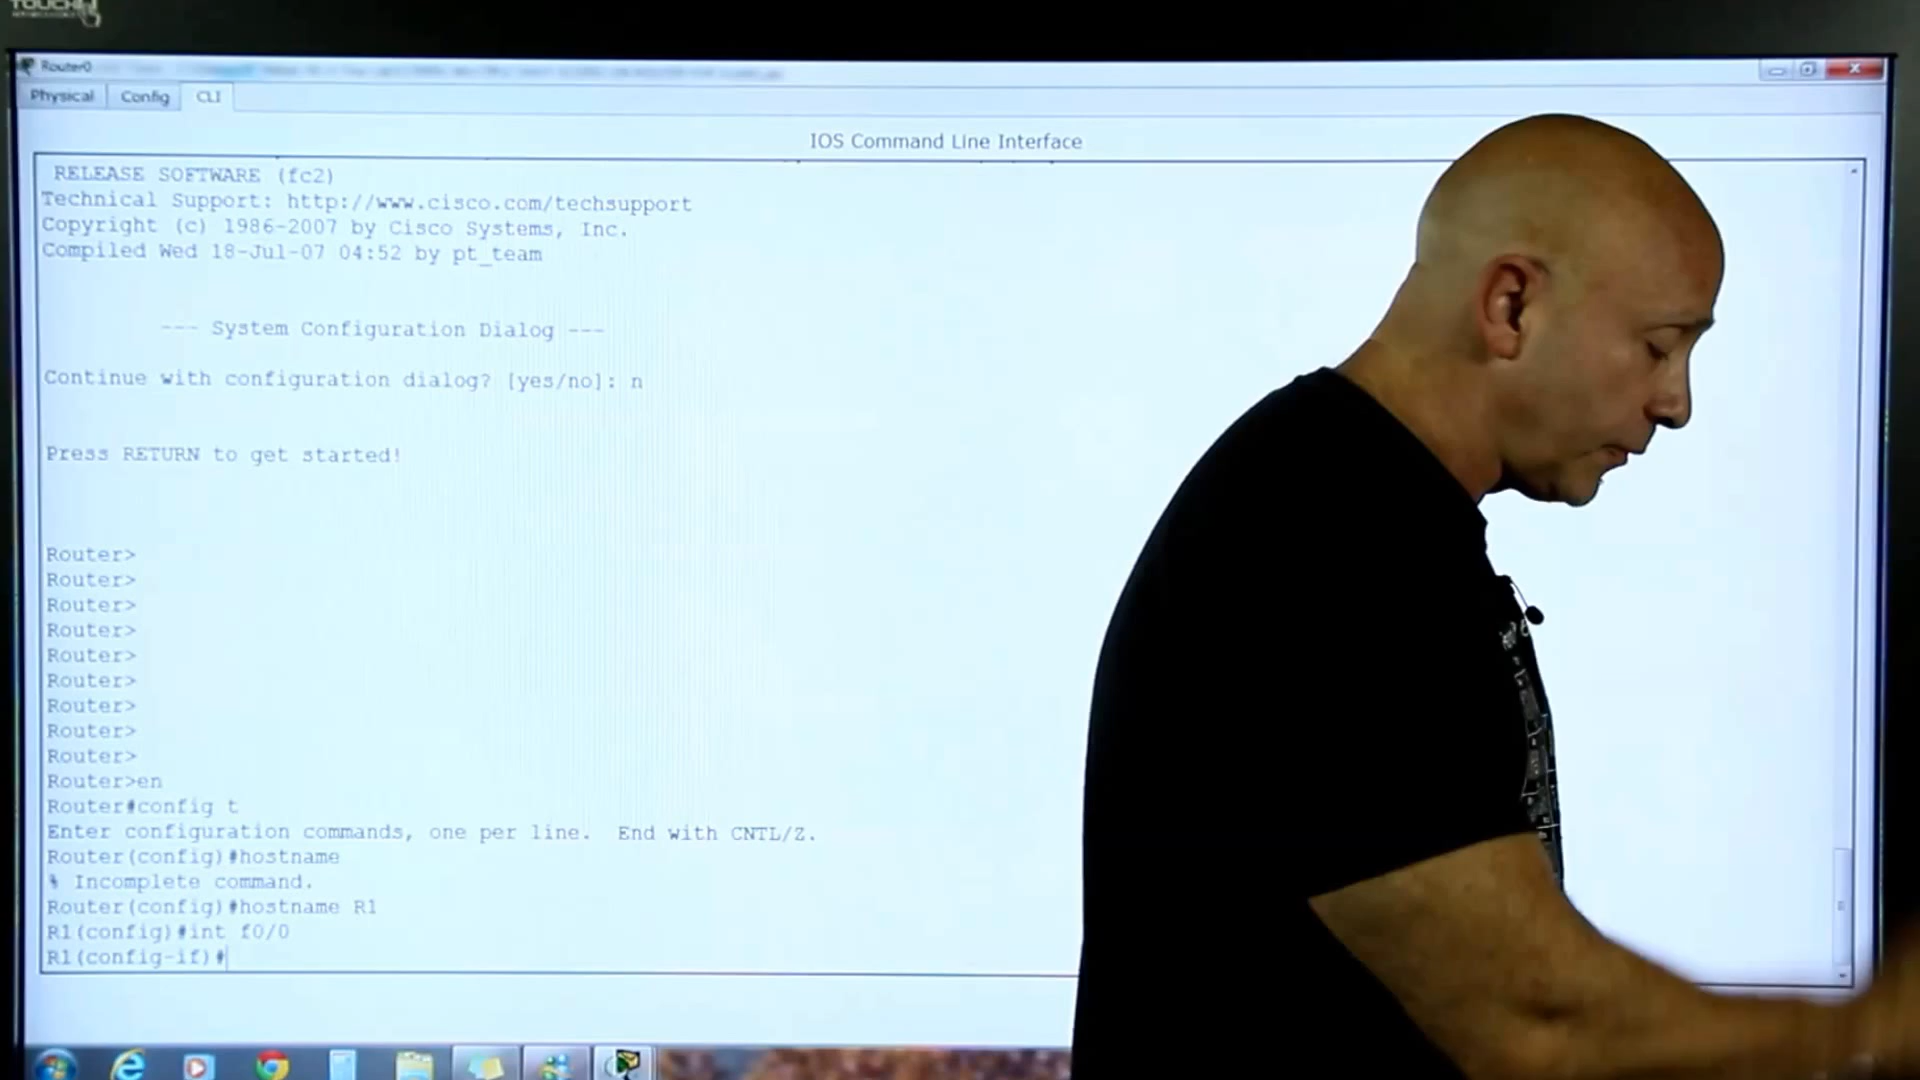 TOUCHIT
Router0
Physical Config CLI
IOS Command Line Interface
RELEASE SOFTWARE (fc2)
Technical Support: http://www.cisco.com/techsupport
Copyright (c) 1986-2007 by Cisco Systems, Inc.
Compiled Wed 18-Jul-07 04:52 by pt_team
--- System Configuration Dialog ---
Continue with configuration dialog? [yes/no]: n
Press RETURN to get started!
Router>
Router>
Router>
Router>
Router>
Router>
Router>
Router>
Router>
Router>en
Router#config t
Enter configuration commands, one per line.  End with CNTL/Z.
Router(config)#hostname
% Incomplete command.
Router(config)#hostname R1
R1(config)#int f0/0
R1(config-if)#